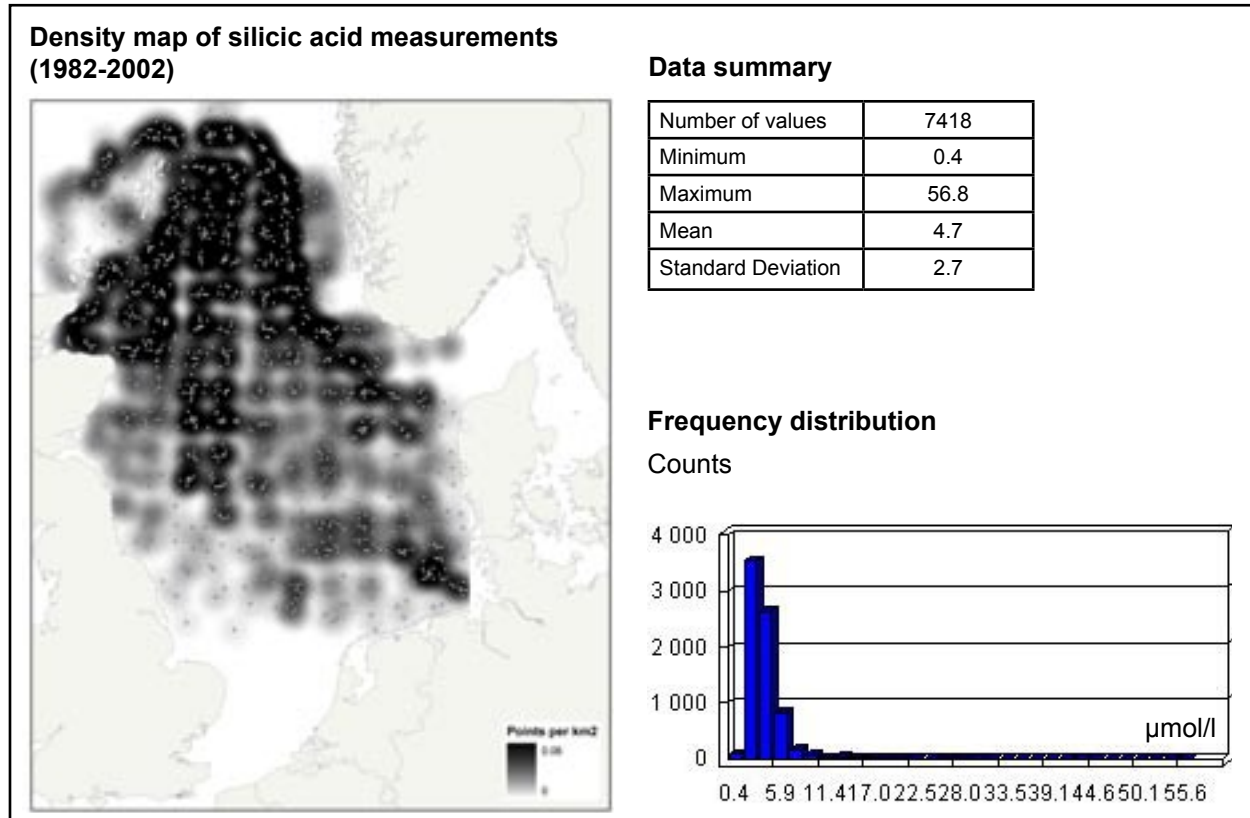 Density map of silicic acid measurements
(1982-2002)
Points per km2
0.06
0
Data summary
Number of values 7418
Minimum 0.4
Maximum 56.8
Mean 4.7
Standard Deviation 2.7
Frequency distribution
Counts
4 000
3 000
2 000
1 000
0
µmol/l
0.4 5.9 11.4 17.0 22.5 28.0 33.5 39.1 44.6 50.1 55.6